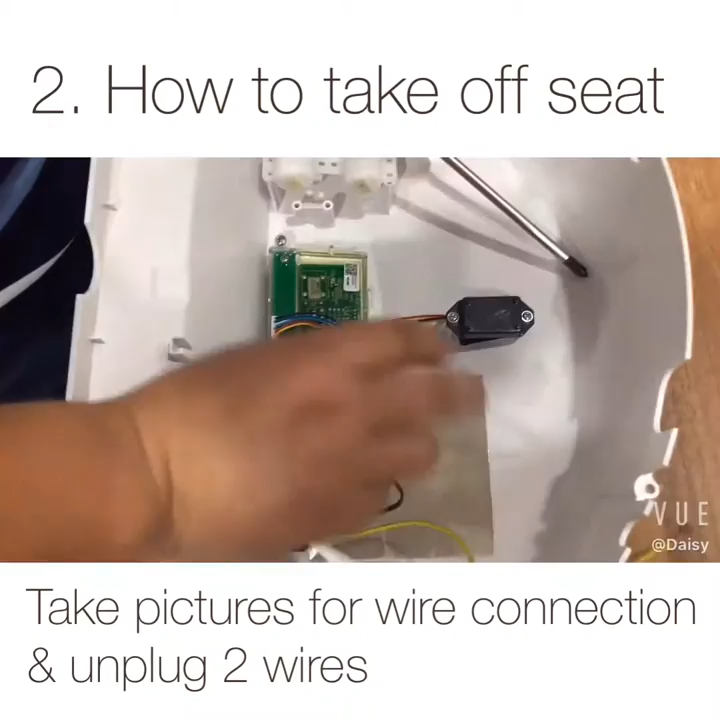 2. How to take off seat
VUE
@Daisy
Take pictures for wire connection
& unplug 2 wires